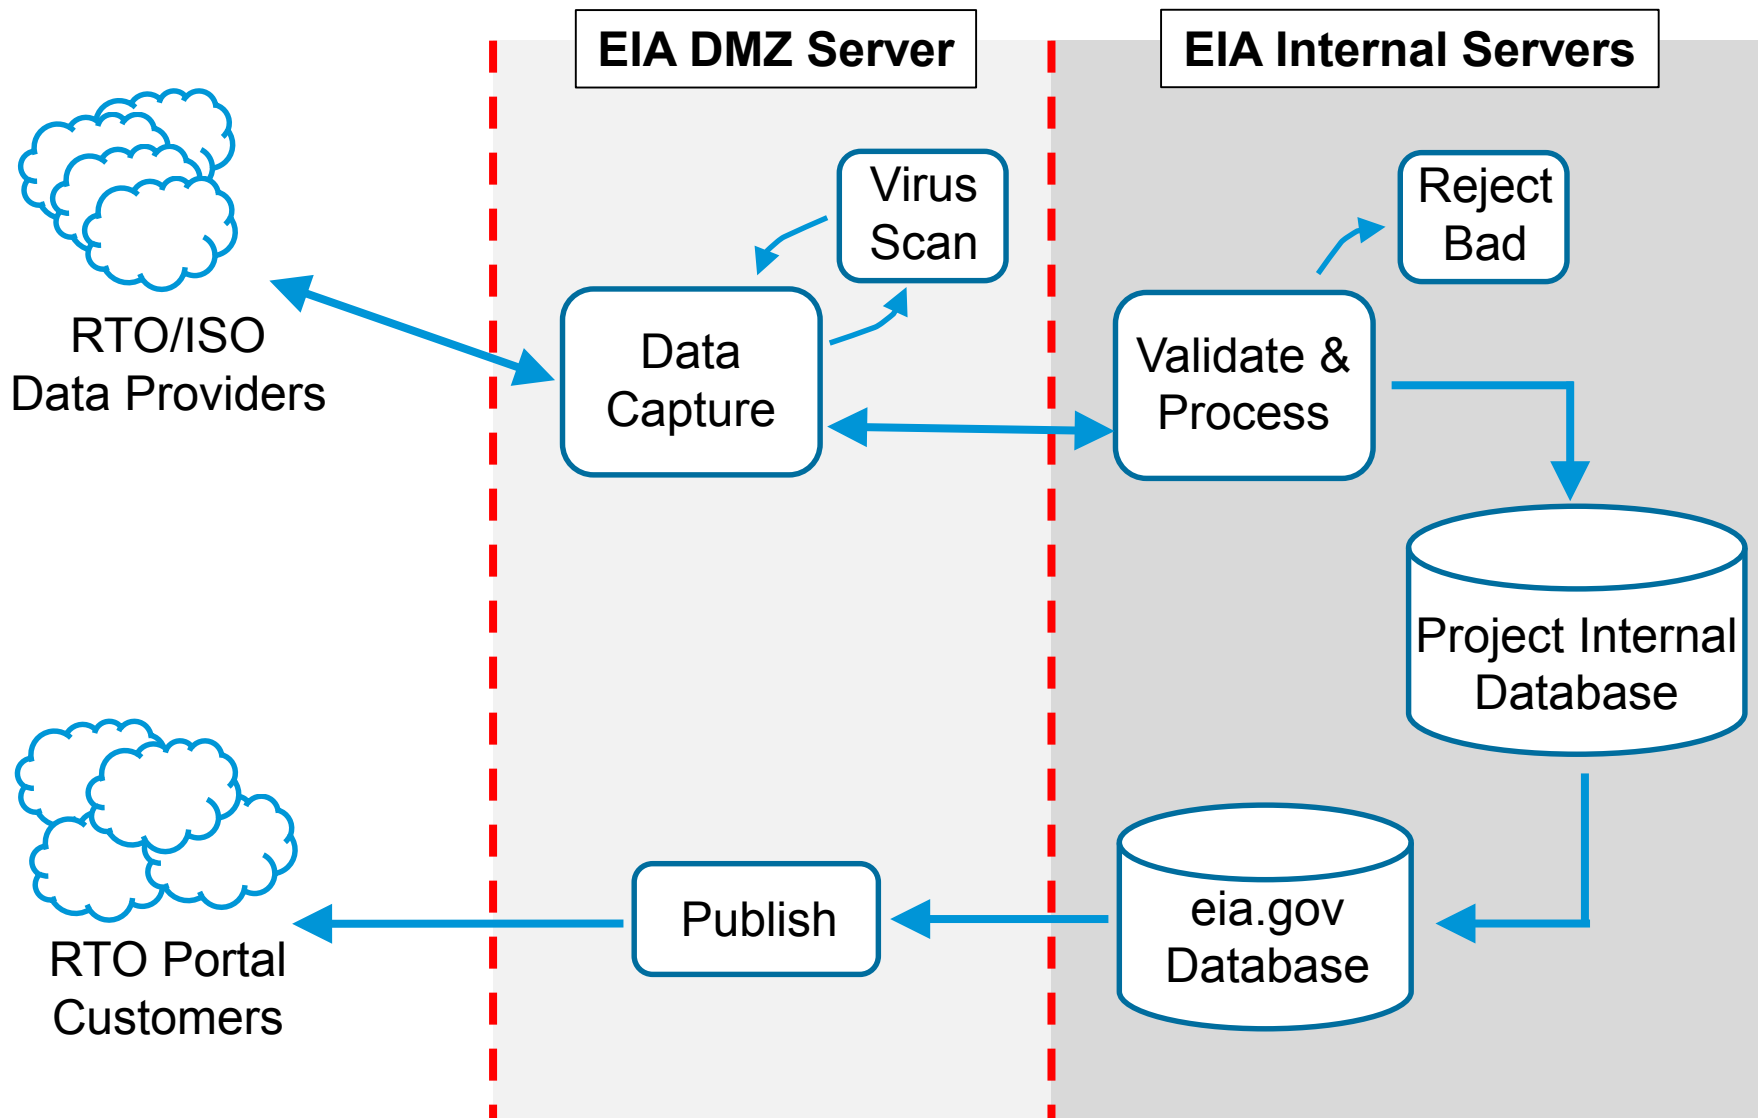 EIA DMZ Server
EIA Internal Servers
Virus
Scan
Reject
Bad
RTO/ISO
Data Providers
Data
Capture
Validate &
Process
Project Internal
Database
RTO Portal
Customers
Publish
eia.gov
Database